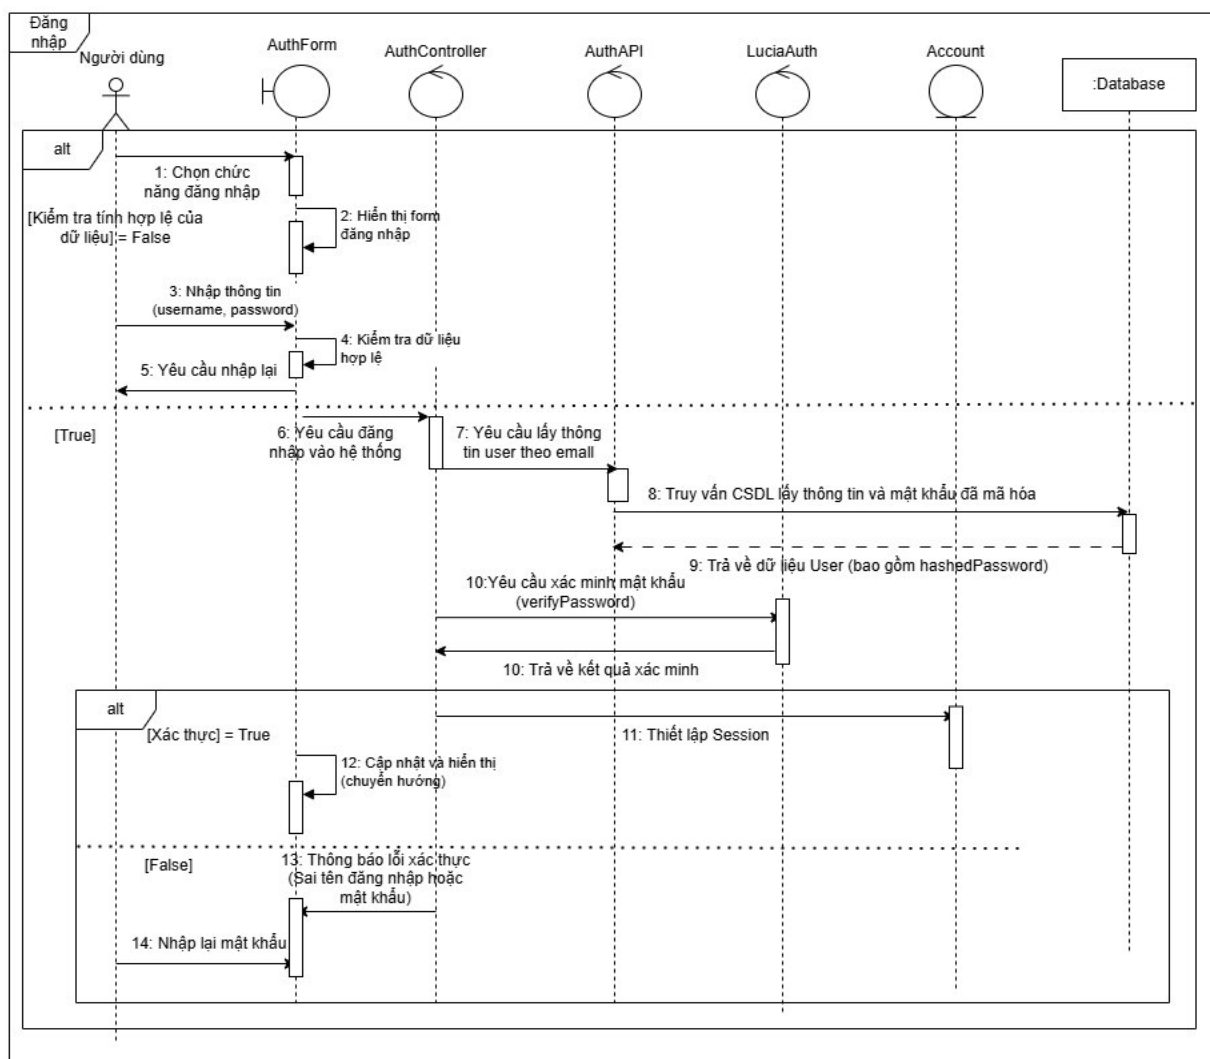 Đăng
nhập
Người dùng
AuthForm
AuthController
AuthAPI
LuciaAuth
Account
:Database
alt
1: Chọn chức
năng đăng nhập
[Kiểm tra tính hợp lệ của
dữ liệu] = False
2: Hiển thị form
đăng nhập
3: Nhập thông tin
(username, password)
4: Kiểm tra dữ liệu
hợp lệ
5: Yêu cầu nhập lại
[True]
6: Yêu cầu đăng
nhập vào hệ thống
7: Yêu cầu lấy thông
tin user theo emall
8: Truy vấn CSDL lấy thông tin và mật khẩu đã mã hóa
9: Trả về dữ liệu User (bao gồm hashedPassword)
10:Yêu cầu xác minh mật khẩu
(verifyPassword)
10: Trả về kết quả xác minh
alt
[Xác thực] = True
11: Thiết lập Session
12: Cập nhật và hiển thị
(chuyển hướng)
[False]
13: Thông báo lỗi xác thực
(Sai tên đăng nhập hoặc
mật khẩu)
14: Nhập lại mật khẩu